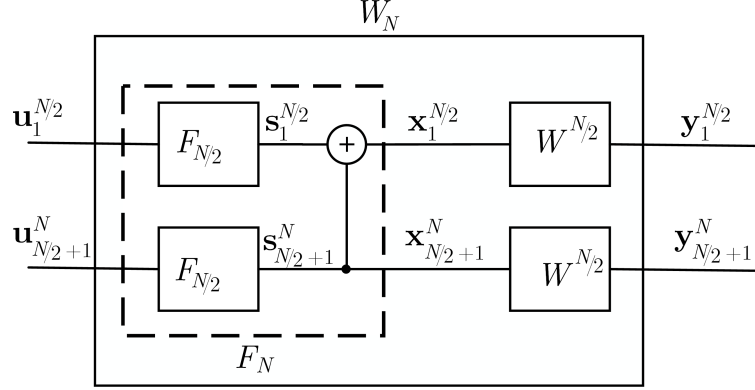 W_N
𝐮_1^{N/2} 𝐬_1^{N/2} 𝐱_1^{N/2} 𝐲_1^{N/2}
F_{N/2} + W^{N/2}
𝐮_{N/2+1}^N 𝐬_{N/2+1}^N 𝐱_{N/2+1}^N 𝐲_{N/2+1}^N
F_{N/2} W^{N/2}
F_N